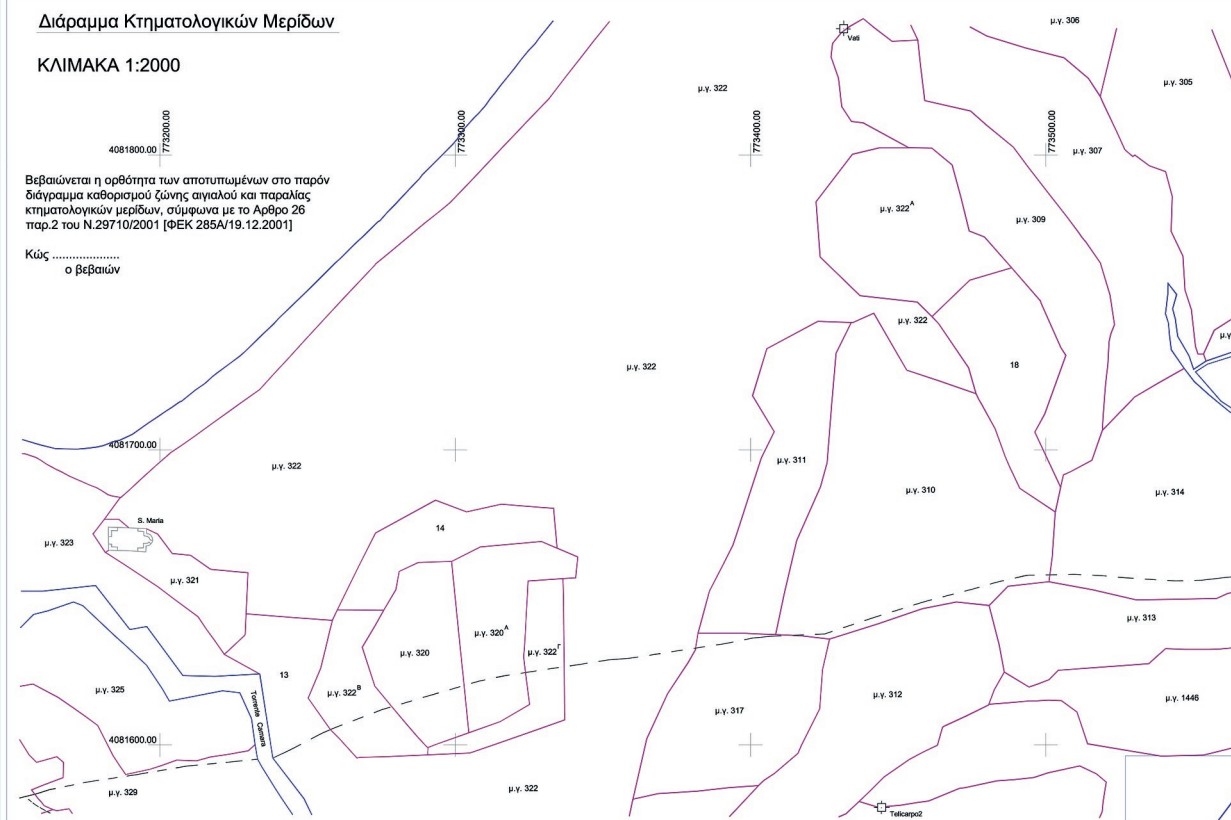 Διάραμμα Κτηματολογικών Μερίδων
ΚΛΙΜΑΚΑ 1:2000
Βεβαιώνεται η ορθότητα των αποτυπωμένων στο παρόν
διάγραμμα καθορισμού ζώνης αιγιαλού και παραλίας
κτηματολογικών μερίδων, σύμφωνα με το Αρθρο 26
παρ.2 του Ν.29710/2001 [ΦΕΚ 285Α/19.12.2001]
Κώς ....................
ο βεβαιών
μ.γ. 306
Vati
μ.γ. 305
μ.γ. 322
773200.00
773300.00
773400.00
773500.00
4081800.00
μ.γ. 307
μ.γ. 322Α
μ.γ. 309
μ.γ. 322
μ.γ
μ.γ. 322
18
4081700.00
μ.γ. 322
μ.γ. 311
μ.γ. 310
μ.γ. 314
S. Maria
14
μ.γ. 323
μ.γ. 321
μ.γ. 313
μ.γ. 320Α
μ.γ. 320
μ.γ. 322Γ
13
μ.γ. 322Β
μ.γ. 325
μ.γ. 312
μ.γ. 1446
Torrente Camara
μ.γ. 317
4081600.00
μ.γ. 329
μ.γ. 322
Telicarpo2